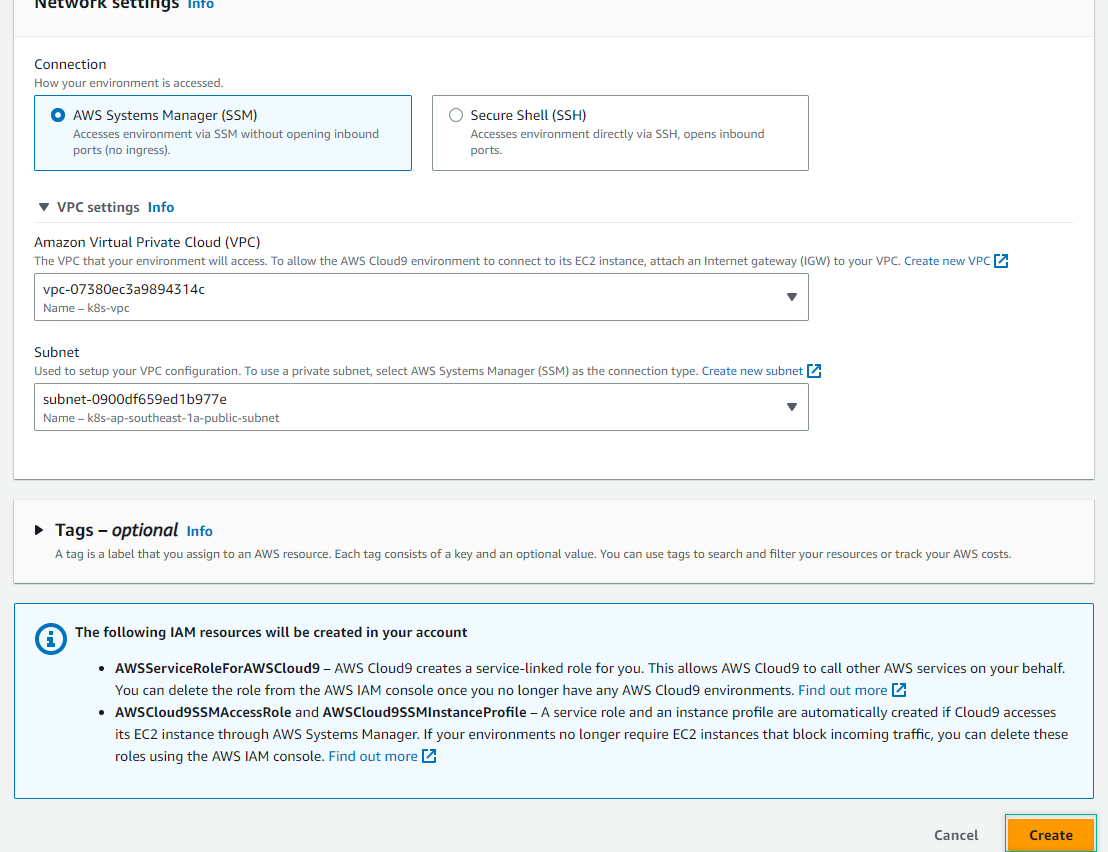 Network settings Info
Connection
How your environment is accessed.
AWS Systems Manager (SSM)
Accesses environment via SSM without opening inbound
ports (no ingress).
Secure Shell (SSH)
Accesses environment directly via SSH, opens inbound
ports.
VPC settings Info
Amazon Virtual Private Cloud (VPC)
The VPC that your environment will access. To allow the AWS Cloud9 environment to connect to its EC2 instance, attach an Internet gateway (IGW) to your VPC. Create new VPC
vpc-07380ec3a9894314c
Name – k8s-vpc
Subnet
Used to setup your VPC configuration. To use a private subnet, select AWS Systems Manager (SSM) as the connection type. Create new subnet
subnet-0900df659ed1b977e
Name – k8s-ap-southeast-1a-public-subnet
Tags – optional Info
A tag is a label that you assign to an AWS resource. Each tag consists of a key and an optional value. You can use tags to search and filter your resources or track your AWS costs.
The following IAM resources will be created in your account
• AWSServiceRoleForAWSCloud9 – AWS Cloud9 creates a service-linked role for you. This allows AWS Cloud9 to call other AWS services on your behalf.
You can delete the role from the AWS IAM console once you no longer have any AWS Cloud9 environments. Find out more
• AWSCloud9SSMAccessRole and AWSCloud9SSMInstanceProfile – A service role and an instance profile are automatically created if Cloud9 accesses
its EC2 instance through AWS Systems Manager. If your environments no longer require EC2 instances that block incoming traffic, you can delete these
roles using the AWS IAM console. Find out more
Cancel
Create